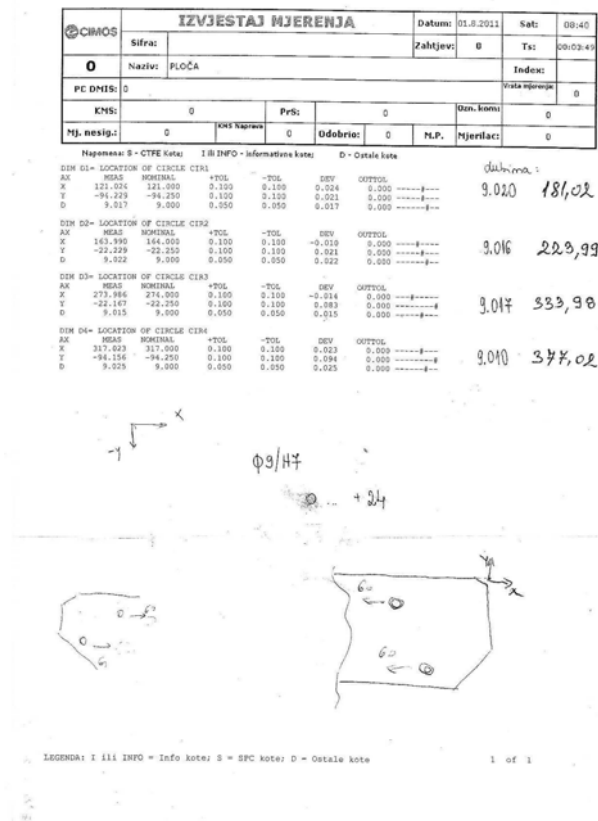 CIMOS IZVJESTAJ MJERENJA Datum: 01.8.2011 Sat: 08:40
Sifra: Zahtjev: 0 Ts: 00:03:49
0 Naziv: PLOČA Index:
PC DMIS: 0 Vrsta mjerenja: 0
KMS: 0 PrS: 0 Ozn. kom: 0
Mj. nesig.: 0 KMS Naprave 0 Odobrio: 0 M.P. Mjerilac: 0
Napomena: S - CTFE Kote; I ili INFO - informativne kote; D - Ostale kote
dubina:
DIM D1= LOCATION OF CIRCLE CIR1
AX MEAS NOMINAL +TOL -TOL DEV OUTTOL
X 121.024 121.000 0.100 0.100 0.024 0.000 -----#---
Y -94.229 -94.250 0.100 0.100 0.021 0.000 -----#---
D 9.017 9.000 0.050 0.050 0.017 0.000 ------#--
9.020 181,02
DIM D2= LOCATION OF CIRCLE CIR2
AX MEAS NOMINAL +TOL -TOL DEV OUTTOL
X 163.990 164.000 0.100 0.100 -0.010 0.000 ----#----
Y -22.229 -22.250 0.100 0.100 0.021 0.000 -----#---
D 9.022 9.000 0.050 0.050 0.022 0.000 ------#--
9.016 223,99
DIM D3= LOCATION OF CIRCLE CIR3
AX MEAS NOMINAL +TOL -TOL DEV OUTTOL
X 273.986 274.000 0.100 0.100 -0.014 0.000 ---#-----
Y -22.167 -22.250 0.100 0.100 0.083 0.000 --------#
D 9.015 9.000 0.050 0.050 0.015 0.000 ------#--
9.017 333,98
DIM D4= LOCATION OF CIRCLE CIR4
AX MEAS NOMINAL +TOL -TOL DEV OUTTOL
X 317.023 317.000 0.100 0.100 0.023 0.000 -----#---
Y -94.156 -94.250 0.100 0.100 0.094 0.000 --------#
D 9.025 9.000 0.050 0.050 0.025 0.000 ------#--
9.010 377,02
X
-Y
Φ9/H7
+24
Y
X
60
60
LEGENDA: I ili INFO = Info kote; S = SPC kote; D = Ostale kote 1 of 1